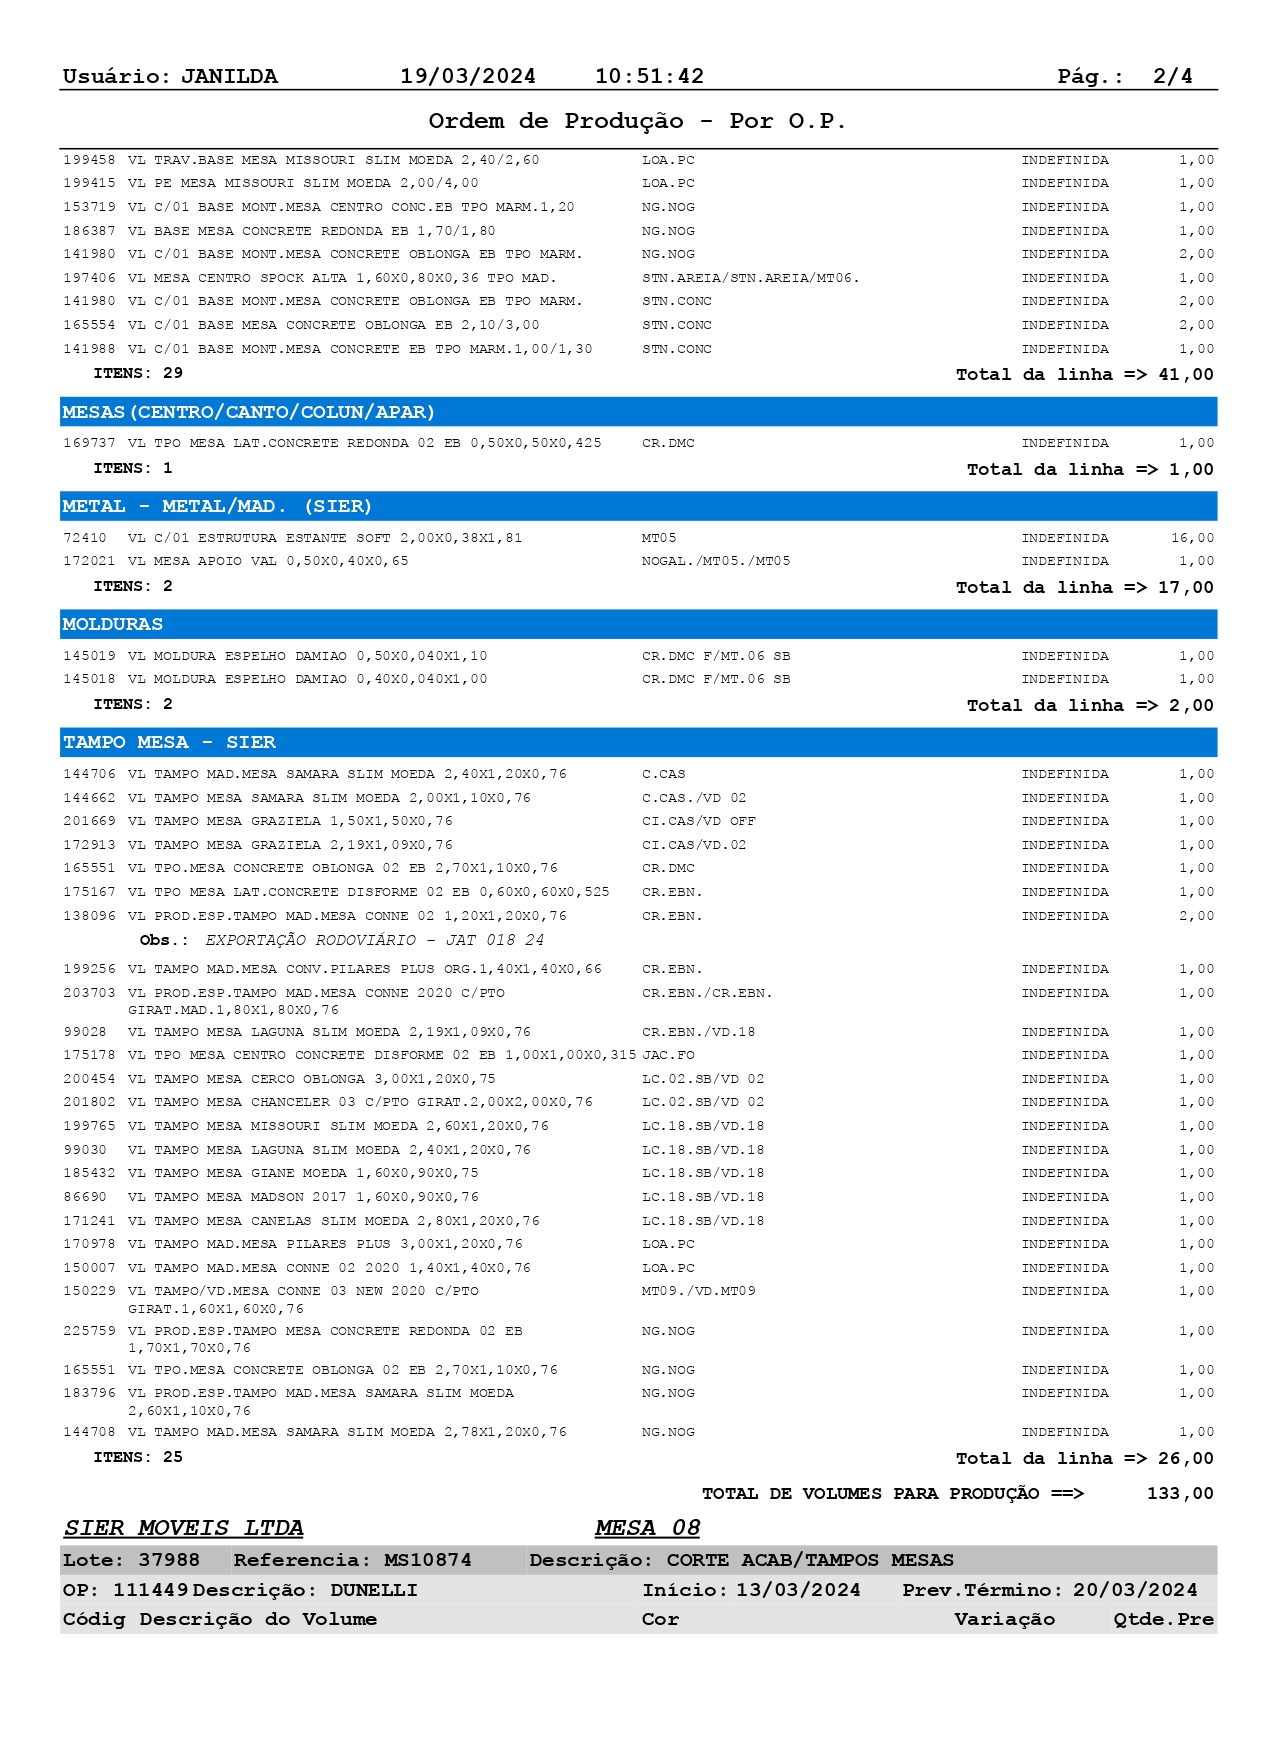 Usuário: JANILDA 19/03/2024 10:51:42 Pág.: 2/4
Ordem de Produção - Por O.P.
199458 VL TRAV.BASE MESA MISSOURI SLIM MOEDA 2,40/2,60 LOA.PC INDEFINIDA 1,00
199415 VL PE MESA MISSOURI SLIM MOEDA 2,00/4,00 LOA.PC INDEFINIDA 1,00
153719 VL C/01 BASE MONT.MESA CENTRO CONC.EB TPO MARM.1,20 NG.NOG INDEFINIDA 1,00
186387 VL BASE MESA CONCRETE REDONDA EB 1,70/1,80 NG.NOG INDEFINIDA 1,00
141980 VL C/01 BASE MONT.MESA CONCRETE OBLONGA EB TPO MARM. NG.NOG INDEFINIDA 2,00
197406 VL MESA CENTRO SPOCK ALTA 1,60X0,80X0,36 TPO MAD. STN.AREIA/STN.AREIA/MT06. INDEFINIDA 1,00
141980 VL C/01 BASE MONT.MESA CONCRETE OBLONGA EB TPO MARM. STN.CONC INDEFINIDA 2,00
165554 VL C/01 BASE MESA CONCRETE OBLONGA EB 2,10/3,00 STN.CONC INDEFINIDA 2,00
141988 VL C/01 BASE MONT.MESA CONCRETE EB TPO MARM.1,00/1,30 STN.CONC INDEFINIDA 1,00
ITENS: 29 Total da linha => 41,00
MESAS(CENTRO/CANTO/COLUN/APAR)
169737 VL TPO MESA LAT.CONCRETE REDONDA 02 EB 0,50X0,50X0,425 CR.DMC INDEFINIDA 1,00
ITENS: 1 Total da linha => 1,00
METAL - METAL/MAD. (SIER)
72410 VL C/01 ESTRUTURA ESTANTE SOFT 2,00X0,38X1,81 MT05 INDEFINIDA 16,00
172021 VL MESA APOIO VAL 0,50X0,40X0,65 NOGAL./MT05./MT05 INDEFINIDA 1,00
ITENS: 2 Total da linha => 17,00
MOLDURAS
145019 VL MOLDURA ESPELHO DAMIAO 0,50X0,040X1,10 CR.DMC F/MT.06 SB INDEFINIDA 1,00
145018 VL MOLDURA ESPELHO DAMIAO 0,40X0,040X1,00 CR.DMC F/MT.06 SB INDEFINIDA 1,00
ITENS: 2 Total da linha => 2,00
TAMPO MESA - SIER
144706 VL TAMPO MAD.MESA SAMARA SLIM MOEDA 2,40X1,20X0,76 C.CAS INDEFINIDA 1,00
144662 VL TAMPO MESA SAMARA SLIM MOEDA 2,00X1,10X0,76 C.CAS./VD 02 INDEFINIDA 1,00
201669 VL TAMPO MESA GRAZIELA 1,50X1,50X0,76 CI.CAS/VD OFF INDEFINIDA 1,00
172913 VL TAMPO MESA GRAZIELA 2,19X1,09X0,76 CI.CAS/VD.02 INDEFINIDA 1,00
165551 VL TPO.MESA CONCRETE OBLONGA 02 EB 2,70X1,10X0,76 CR.DMC INDEFINIDA 1,00
175167 VL TPO MESA LAT.CONCRETE DISFORME 02 EB 0,60X0,60X0,525 CR.EBN. INDEFINIDA 1,00
138096 VL PROD.ESP.TAMPO MAD.MESA CONNE 02 1,20X1,20X0,76 CR.EBN. INDEFINIDA 2,00
Obs.: EXPORTAÇÃO RODOVIÁRIO - JAT 018 24
199256 VL TAMPO MAD.MESA CONV.PILARES PLUS ORG.1,40X1,40X0,66 CR.EBN. INDEFINIDA 1,00
203703 VL PROD.ESP.TAMPO MAD.MESA CONNE 2020 C/PTO CR.EBN./CR.EBN. INDEFINIDA 1,00
GIRAT.MAD.1,80X1,80X0,76
99028 VL TAMPO MESA LAGUNA SLIM MOEDA 2,19X1,09X0,76 CR.EBN./VD.18 INDEFINIDA 1,00
175178 VL TPO MESA CENTRO CONCRETE DISFORME 02 EB 1,00X1,00X0,315 JAC.FO INDEFINIDA 1,00
200454 VL TAMPO MESA CERCO OBLONGA 3,00X1,20X0,75 LC.02.SB/VD 02 INDEFINIDA 1,00
201802 VL TAMPO MESA CHANCELER 03 C/PTO GIRAT.2,00X2,00X0,76 LC.02.SB/VD 02 INDEFINIDA 1,00
199765 VL TAMPO MESA MISSOURI SLIM MOEDA 2,60X1,20X0,76 LC.18.SB/VD.18 INDEFINIDA 1,00
99030 VL TAMPO MESA LAGUNA SLIM MOEDA 2,40X1,20X0,76 LC.18.SB/VD.18 INDEFINIDA 1,00
185432 VL TAMPO MESA GIANE MOEDA 1,60X0,90X0,75 LC.18.SB/VD.18 INDEFINIDA 1,00
86690 VL TAMPO MESA MADSON 2017 1,60X0,90X0,76 LC.18.SB/VD.18 INDEFINIDA 1,00
171241 VL TAMPO MESA CANELAS SLIM MOEDA 2,80X1,20X0,76 LC.18.SB/VD.18 INDEFINIDA 1,00
170978 VL TAMPO MAD.MESA PILARES PLUS 3,00X1,20X0,76 LOA.PC INDEFINIDA 1,00
150007 VL TAMPO MAD.MESA CONNE 02 2020 1,40X1,40X0,76 LOA.PC INDEFINIDA 1,00
150229 VL TAMPO/VD.MESA CONNE 03 NEW 2020 C/PTO MT09./VD.MT09 INDEFINIDA 1,00
GIRAT.1,60X1,60X0,76
225759 VL PROD.ESP.TAMPO MESA CONCRETE REDONDA 02 EB NG.NOG INDEFINIDA 1,00
1,70X1,70X0,76
165551 VL TPO.MESA CONCRETE OBLONGA 02 EB 2,70X1,10X0,76 NG.NOG INDEFINIDA 1,00
183796 VL PROD.ESP.TAMPO MAD.MESA SAMARA SLIM MOEDA NG.NOG INDEFINIDA 1,00
2,60X1,10X0,76
144708 VL TAMPO MAD.MESA SAMARA SLIM MOEDA 2,78X1,20X0,76 NG.NOG INDEFINIDA 1,00
ITENS: 25 Total da linha => 26,00
TOTAL DE VOLUMES PARA PRODUÇÃO ==> 133,00
SIER MOVEIS LTDA MESA 08
Lote: 37988 Referencia: MS10874 Descrição: CORTE ACAB/TAMPOS MESAS
OP: 111449 Descrição: DUNELLI Início: 13/03/2024 Prev.Término: 20/03/2024
Códig Descrição do Volume Cor Variação Qtde.Pre